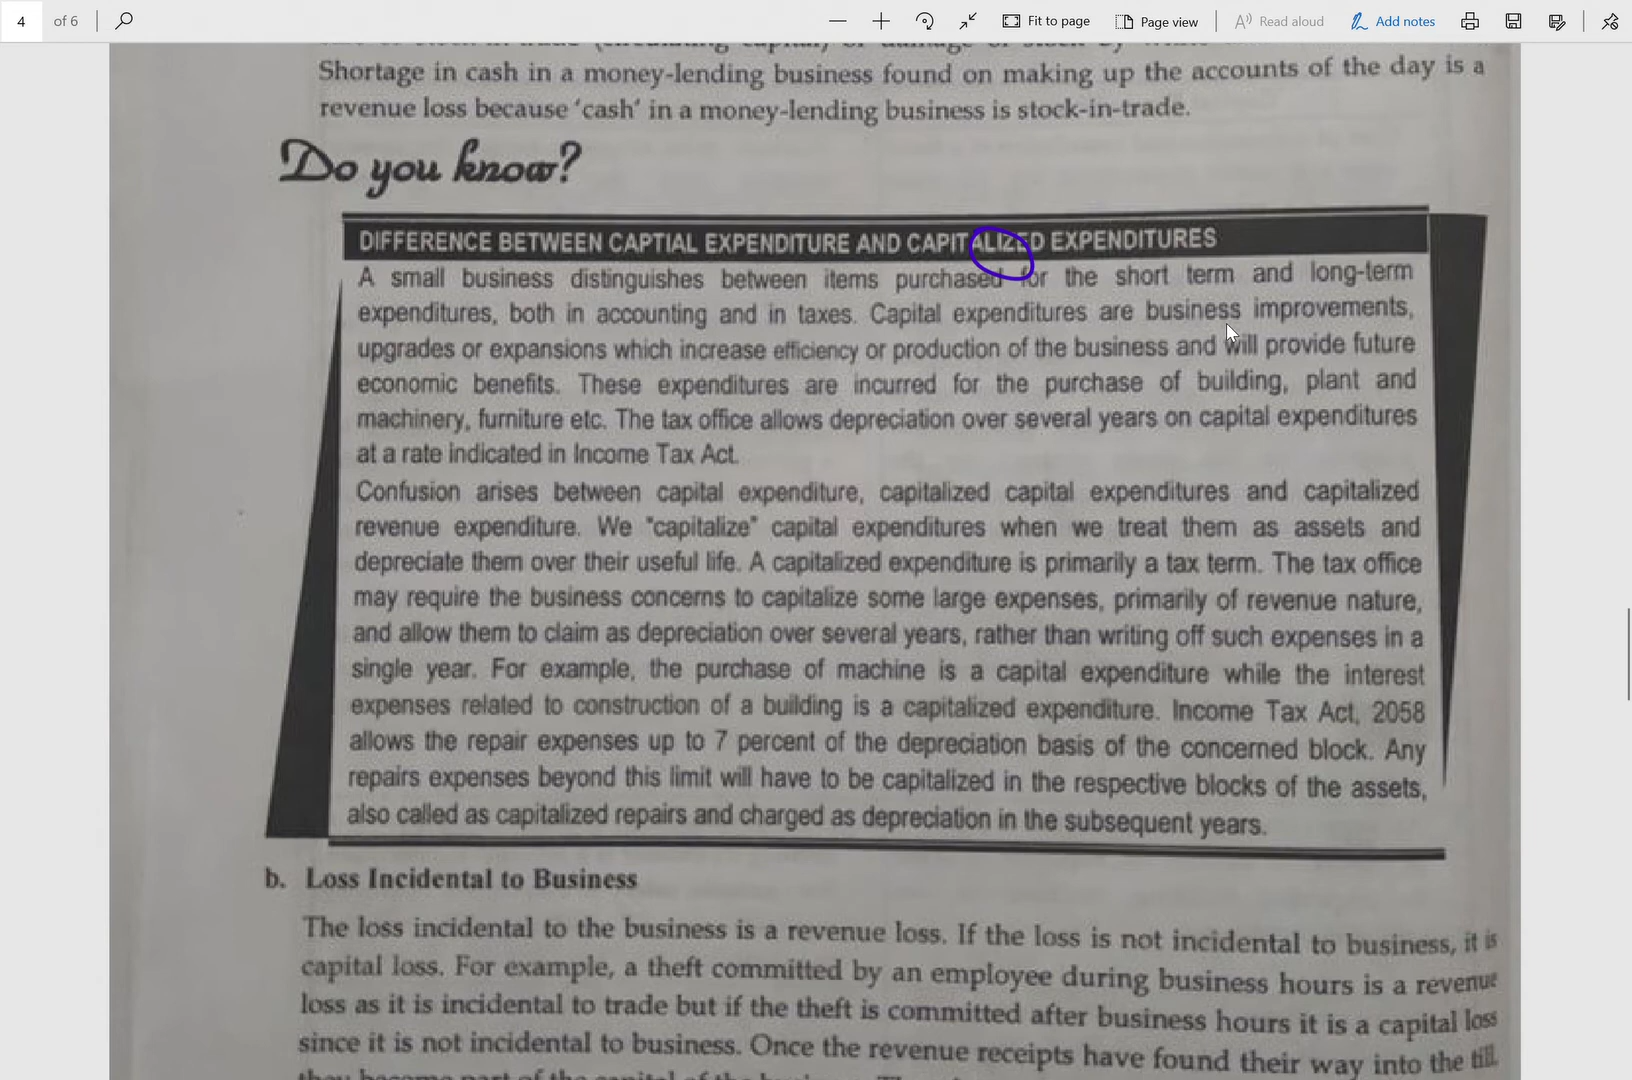 4 of 6 Fit to page Page view Read aloud Add notes
Shortage in cash in a money-lending business found on making up the accounts of the day is a
revenue loss because ‘cash’ in a money-lending business is stock-in-trade.
Do you know?
DIFFERENCE BETWEEN CAPTIAL EXPENDITURE AND CAPITALIZED EXPENDITURES
A small business distinguishes between items purchased for the short term and long-term
expenditures, both in accounting and in taxes. Capital expenditures are business improvements,
upgrades or expansions which increase efficiency or production of the business and will provide future
economic benefits. These expenditures are incurred for the purchase of building, plant and
machinery, furniture etc. The tax office allows depreciation over several years on capital expenditures
at a rate indicated in Income Tax Act.
Confusion arises between capital expenditure, capitalized capital expenditures and capitalized
revenue expenditure. We "capitalize" capital expenditures when we treat them as assets and
depreciate them over their useful life. A capitalized expenditure is primarily a tax term. The tax office
may require the business concerns to capitalize some large expenses, primarily of revenue nature,
and allow them to claim as depreciation over several years, rather than writing off such expenses in a
single year. For example, the purchase of machine is a capital expenditure while the interest
expenses related to construction of a building is a capitalized expenditure. Income Tax Act, 2058
allows the repair expenses up to 7 percent of the depreciation basis of the concerned block. Any
repairs expenses beyond this limit will have to be capitalized in the respective blocks of the assets,
also called as capitalized repairs and charged as depreciation in the subsequent years.
b. Loss Incidental to Business
The loss incidental to the business is a revenue loss. If the loss is not incidental to business, it is
capital loss. For example, a theft committed by an employee during business hours is a revenue
loss as it is incidental to trade but if the theft is committed after business hours it is a capital loss
since it is not incidental to business. Once the revenue receipts have found their way into the till,